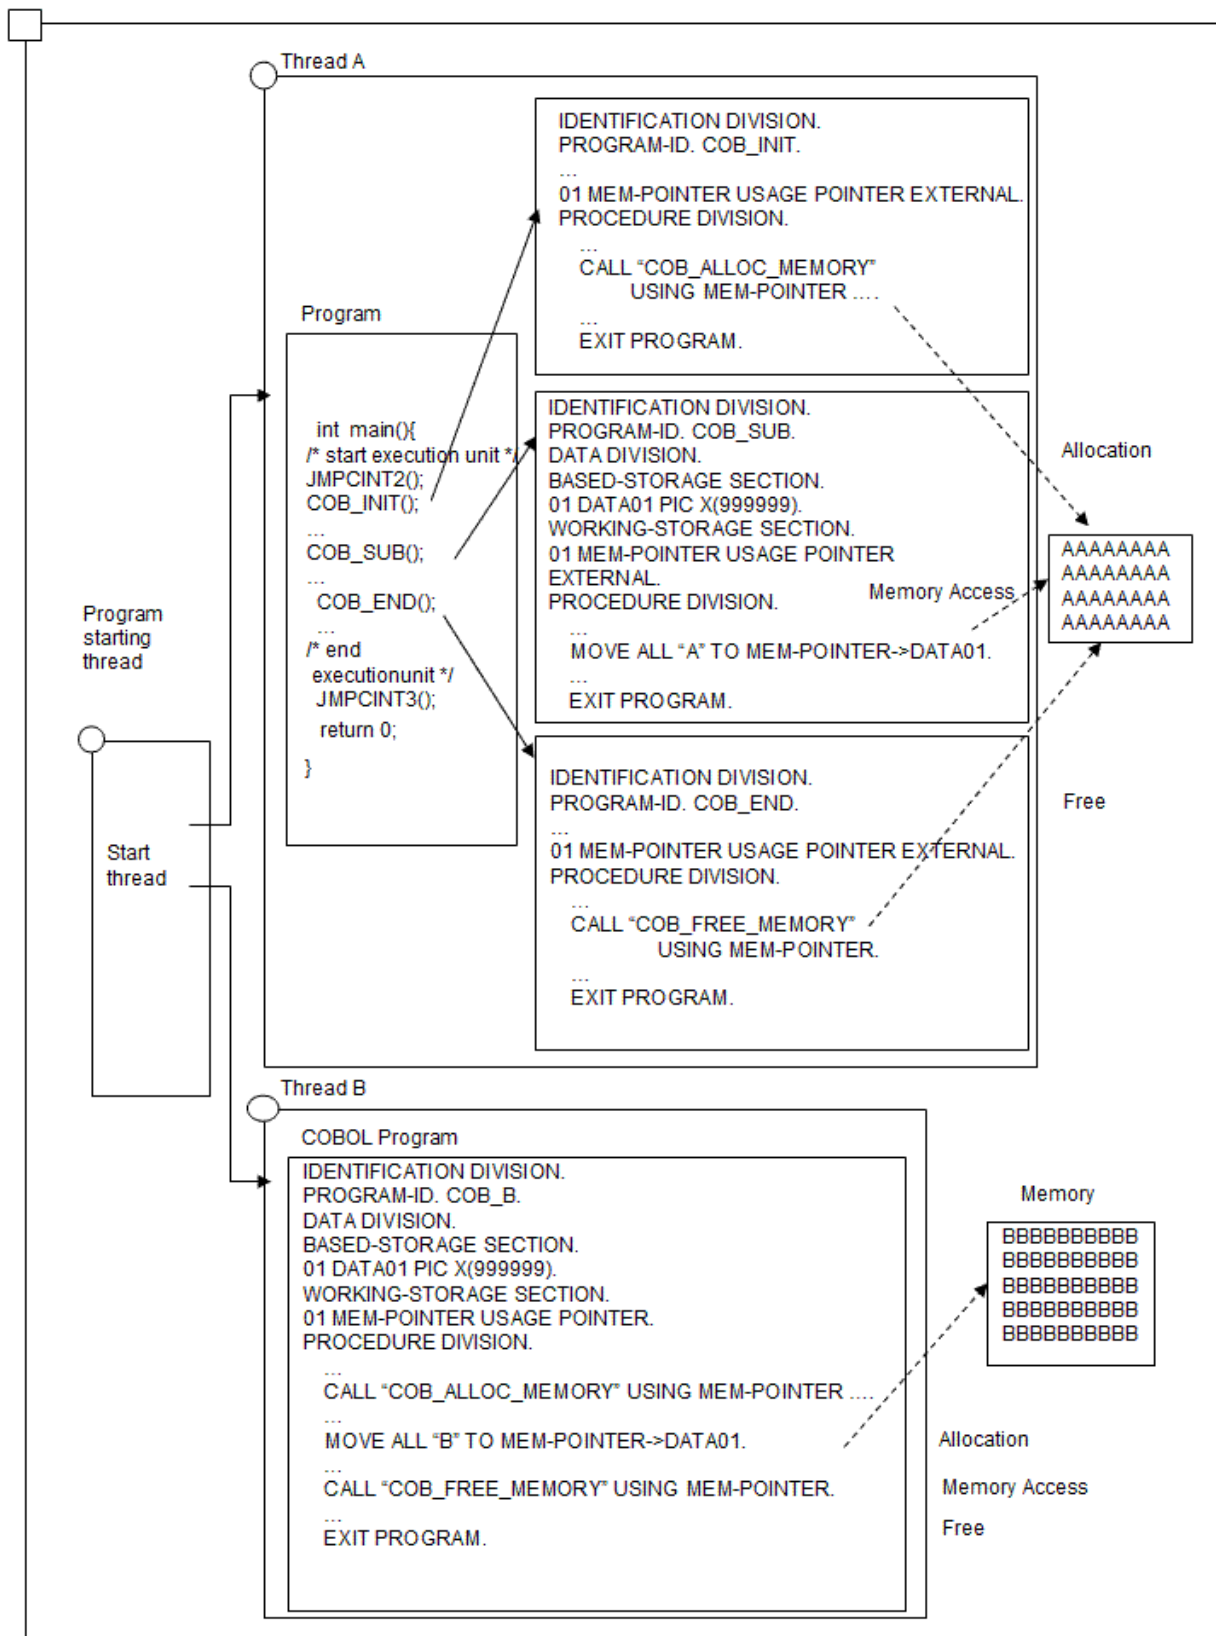 Thread A
IDENTIFICATION DIVISION.
PROGRAM-ID. COB_INIT.
...
01 MEM-POINTER USAGE POINTER EXTERNAL.
PROCEDURE DIVISION.
...
CALL “COB_ALLOC_MEMORY”
USING MEM-POINTER ....
...
EXIT PROGRAM.
Program
int main(){
/* start execution unit */
JMPCINT2();
COB_INIT();
...
COB_SUB();
...
COB_END();
...
/* end
executionunit */
JMPCINT3();
return 0;
}
IDENTIFICATION DIVISION.
PROGRAM-ID. COB_SUB.
DATA DIVISION.
BASED-STORAGE SECTION.
01 DATA01 PIC X(999999).
WORKING-STORAGE SECTION.
01 MEM-POINTER USAGE POINTER
EXTERNAL.
PROCEDURE DIVISION.
...
MOVE ALL “A” TO MEM-POINTER->DATA01.
...
EXIT PROGRAM.
Memory Access
Allocation
AAAAAAAA
AAAAAAAA
AAAAAAAA
AAAAAAAA
Program
starting
thread
Start
thread
IDENTIFICATION DIVISION.
PROGRAM-ID. COB_END.
...
01 MEM-POINTER USAGE POINTER EXTERNAL.
PROCEDURE DIVISION.
...
CALL “COB_FREE_MEMORY”
USING MEM-POINTER.
...
EXIT PROGRAM.
Free
Thread B
COBOL Program
IDENTIFICATION DIVISION.
PROGRAM-ID. COB_B.
DATA DIVISION.
BASED-STORAGE SECTION.
01 DATA01 PIC X(999999).
WORKING-STORAGE SECTION.
01 MEM-POINTER USAGE POINTER.
PROCEDURE DIVISION.
...
CALL “COB_ALLOC_MEMORY” USING MEM-POINTER ....
...
MOVE ALL “B” TO MEM-POINTER->DATA01.
...
CALL “COB_FREE_MEMORY” USING MEM-POINTER.
...
EXIT PROGRAM.
Memory
BBBBBBBBBB
BBBBBBBBBB
BBBBBBBBBB
BBBBBBBBBB
BBBBBBBBBB
Allocation
Memory Access
Free